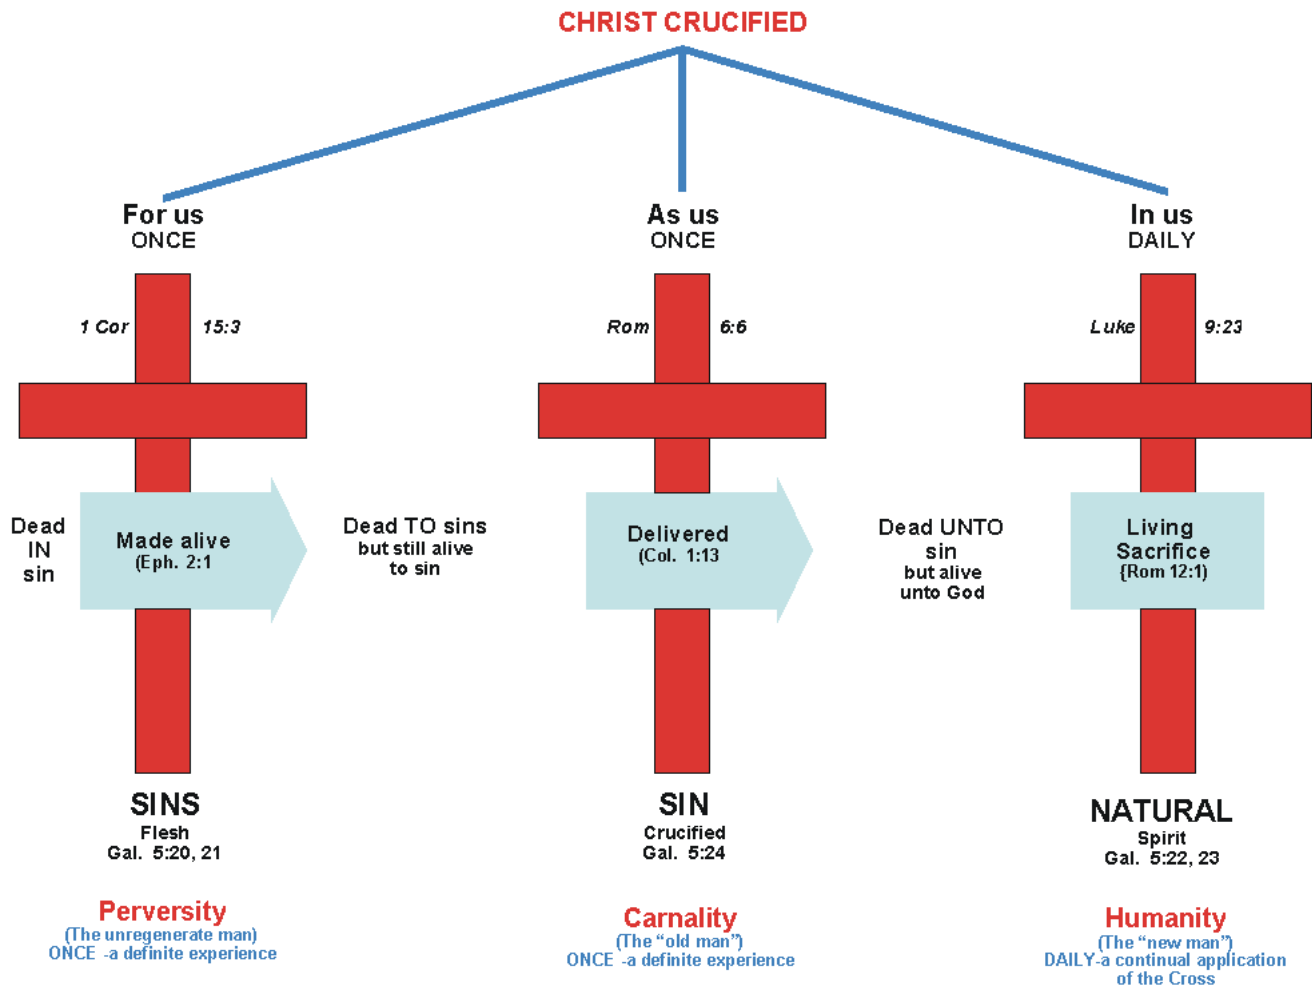 CHRIST CRUCIFIED
For us
ONCE
As us
ONCE
In us
DAILY
1 Cor 15:3
Rom 6:6
Luke 9:23
Dead
IN
sin
Made alive
(Eph. 2:1
Dead TO sins
but still alive
to sin
Delivered
(Col. 1:13
Dead UNTO
sin
but alive
unto God
Living
Sacrifice
{Rom 12:1)
SINS
Flesh
Gal. 5:20, 21
SIN
Crucified
Gal. 5:24
NATURAL
Spirit
Gal. 5:22, 23
Perversity
(The unregenerate man)
ONCE -a definite experience
Carnality
(The “old man”)
ONCE -a definite experience
Humanity
(The “new man”)
DAILY-a continual application
of the Cross